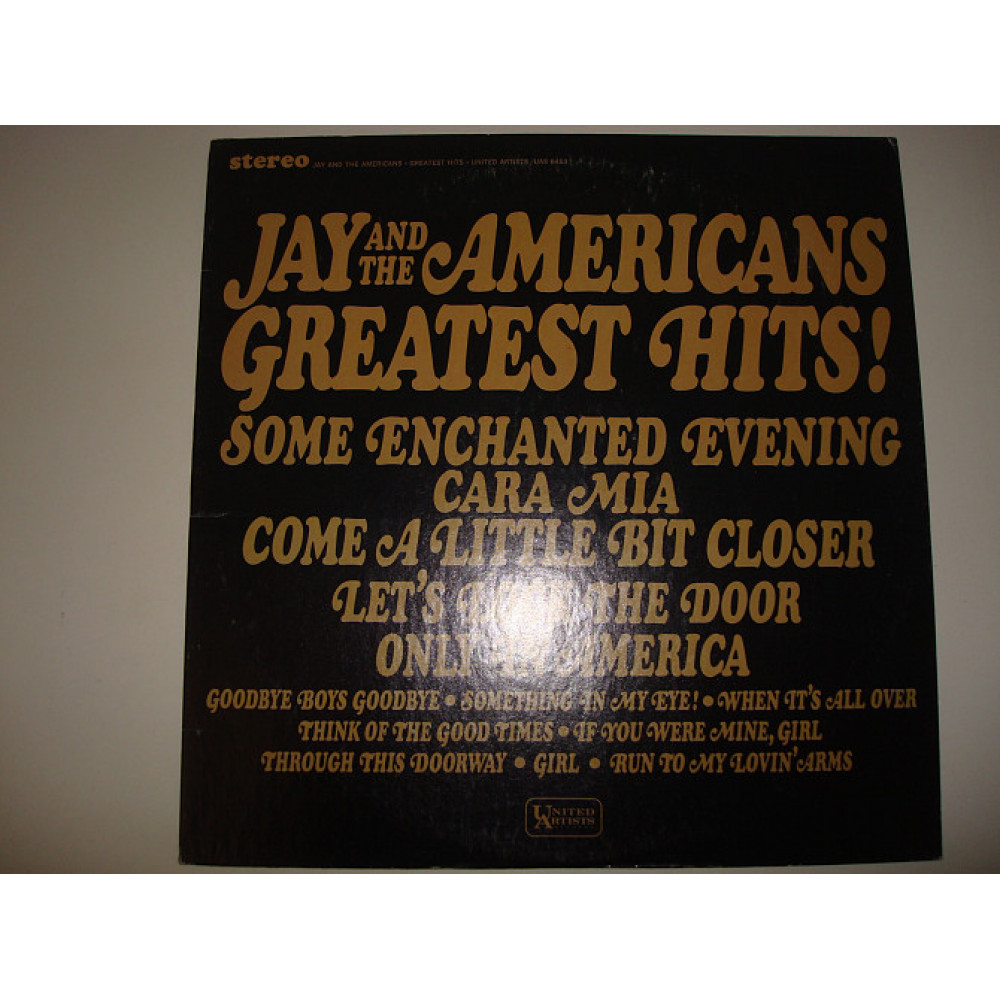 stereo JAY AND THE AMERICANS • GREATEST HITS • UNITED ARTISTS / UAS
JAY AND THE AMERICANS
GREATEST HITS!
SOME ENCHANTED EVENING
CARA MIA
COME A LITTLE BIT CLOSER
LET'S THE DOOR
AMERICA
GOODBYE BOYS GOODBYE • SOMETHING IN MY EYE! • WHEN IT'S ALL OVER
THINK OF THE GOOD TIMES • IF YOU WERE MINE, GIRL
THROUGH THIS DOORWAY • GIRL • RUN TO MY LOVIN' ARMS
UNITED
ARTISTS